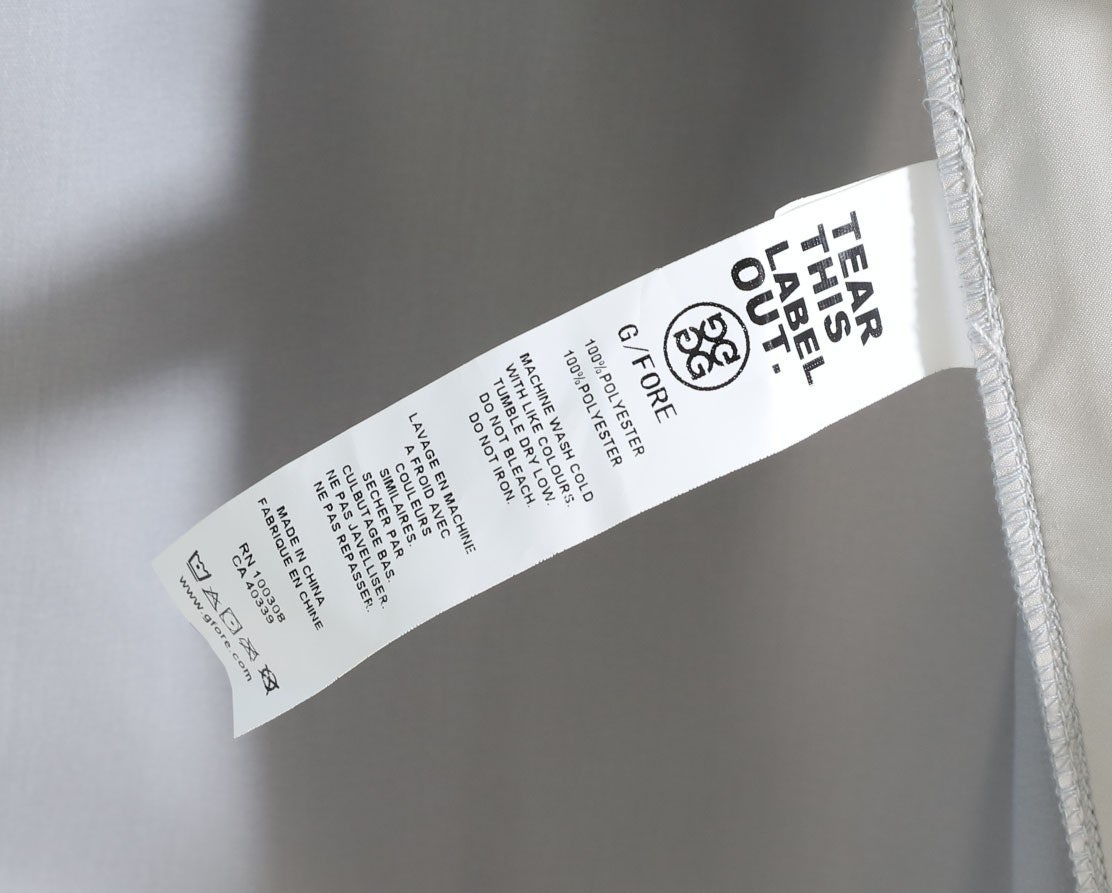 TEAR
THIS
LABEL
OUT.
G/FORE
100%POLYESTER
100%POLYESTER
MACHINE WASH COLD
WITH LIKE COLOURS.
TUMBLE DRY LOW.
DO NOT BLEACH.
DO NOT IRON.
LAVAGE EN MACHINE
A FROID AVEC
COULEURS
SIMILAIRES.
SECHER PAR
CULBUTAGE BAS.
NE PAS JAVELLISER.
NE PAS REPASSER.
MADE IN CHINA
FABRIQUE EN CHINE
RN 100308
CA 40339
www.gfore.com